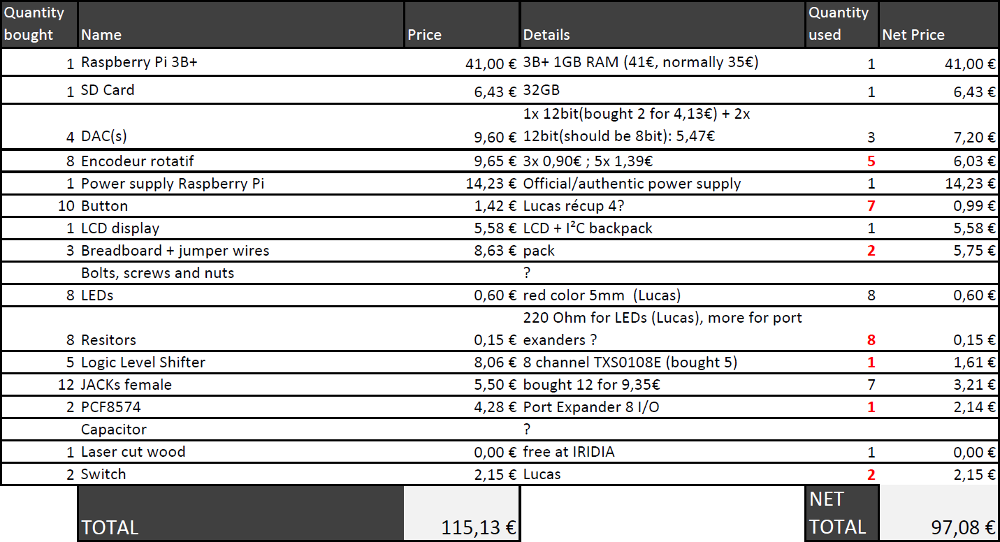 Quantity bought Name Price Details Quantity used Net Price
1 Raspberry Pi 3B+ 41,00 € 3B+ 1GB RAM (41€, normally 35€) 1 41,00 €
1 SD Card 6,43 € 32GB 1 6,43 €
4 DAC(s) 9,60 € 1x 12bit(bought 2 for 4,13€) + 2x 12bit(should be 8bit): 5,47€ 3 7,20 €
8 Encodeur rotatif 9,65 € 3x 0,90€ ; 5x 1,39€ 5 6,03 €
1 Power supply Raspberry Pi 14,23 € Official/authentic power supply 1 14,23 €
10 Button 1,42 € Lucas récup 4? 7 0,99 €
1 LCD display 5,58 € LCD + I²C backpack 1 5,58 €
3 Breadboard + jumper wires 8,63 € pack 2 5,75 €
Bolts, screws and nuts ?
8 LEDs 0,60 € red color 5mm (Lucas) 8 0,60 €
8 Resitors 0,15 € 220 Ohm for LEDs (Lucas), more for port exanders ? 8 0,15 €
5 Logic Level Shifter 8,06 € 8 channel TXS0108E (bought 5) 1 1,61 €
12 JACKs female 5,50 € bought 12 for 9,35€ 7 3,21 €
2 PCF8574 4,28 € Port Expander 8 I/O 1 2,14 €
Capacitor ?
1 Laser cut wood 0,00 € free at IRIDIA 1 0,00 €
2 Switch 2,15 € Lucas 2 2,15 €
TOTAL 115,13 € NET TOTAL 97,08 €